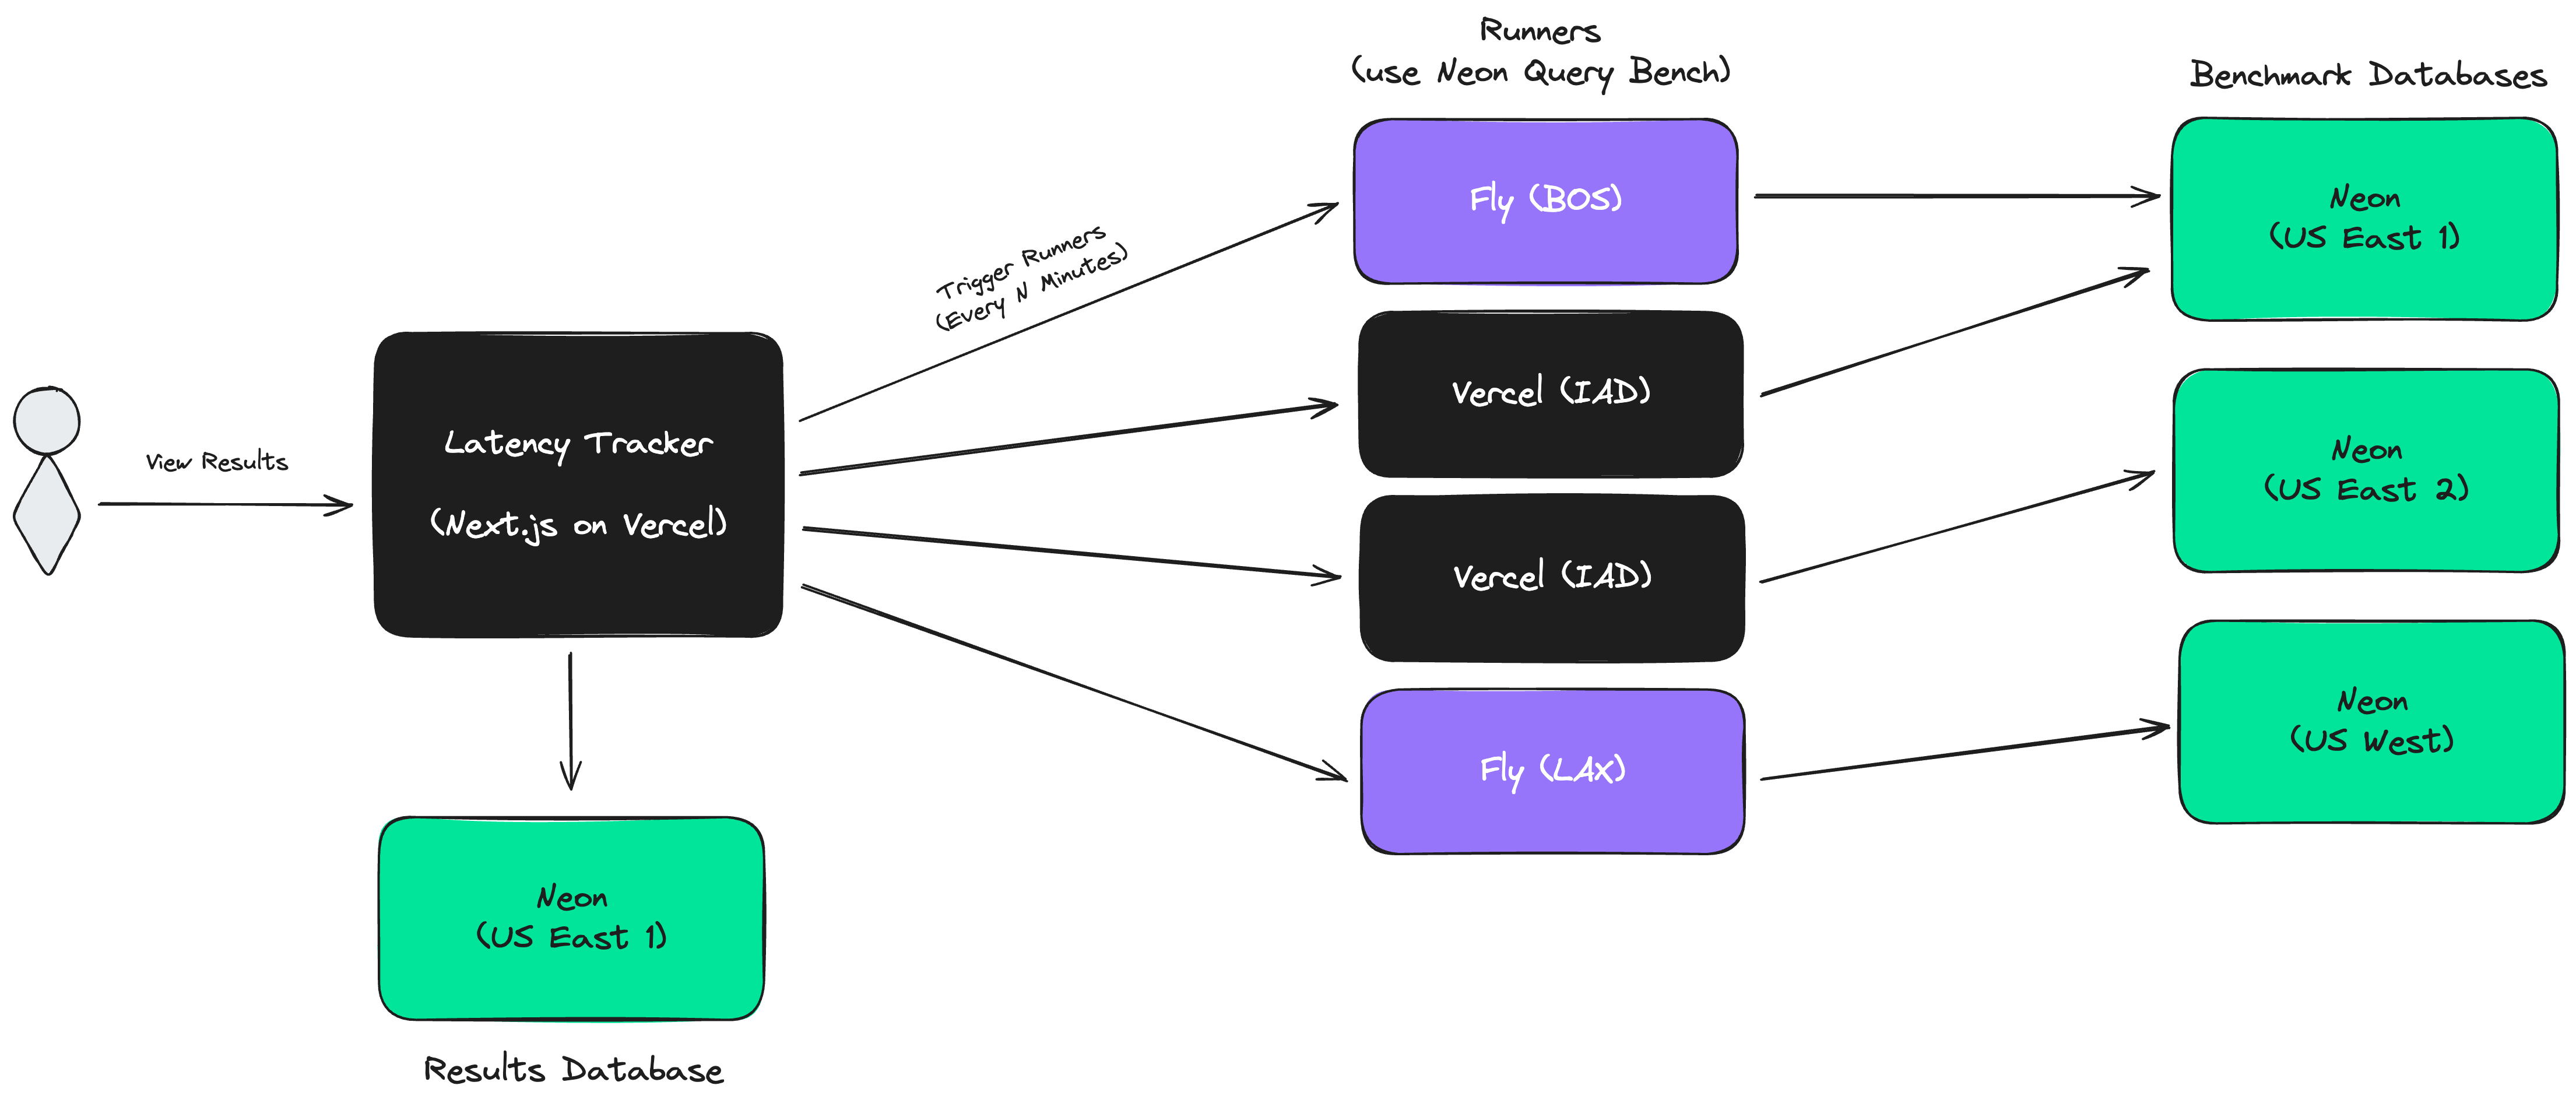 Runners
(use Neon Query Bench)
Benchmark Databases
Fly (BOS)
Neon
(US East 1)
Trigger Runners
(Every N Minutes)
Vercel (IAD)
Latency Tracker
(Next.js on Vercel)
View Results
Neon
(US East 2)
Vercel (IAD)
Fly (LAX)
Neon
(US West)
Neon
(US East 1)
Results Database